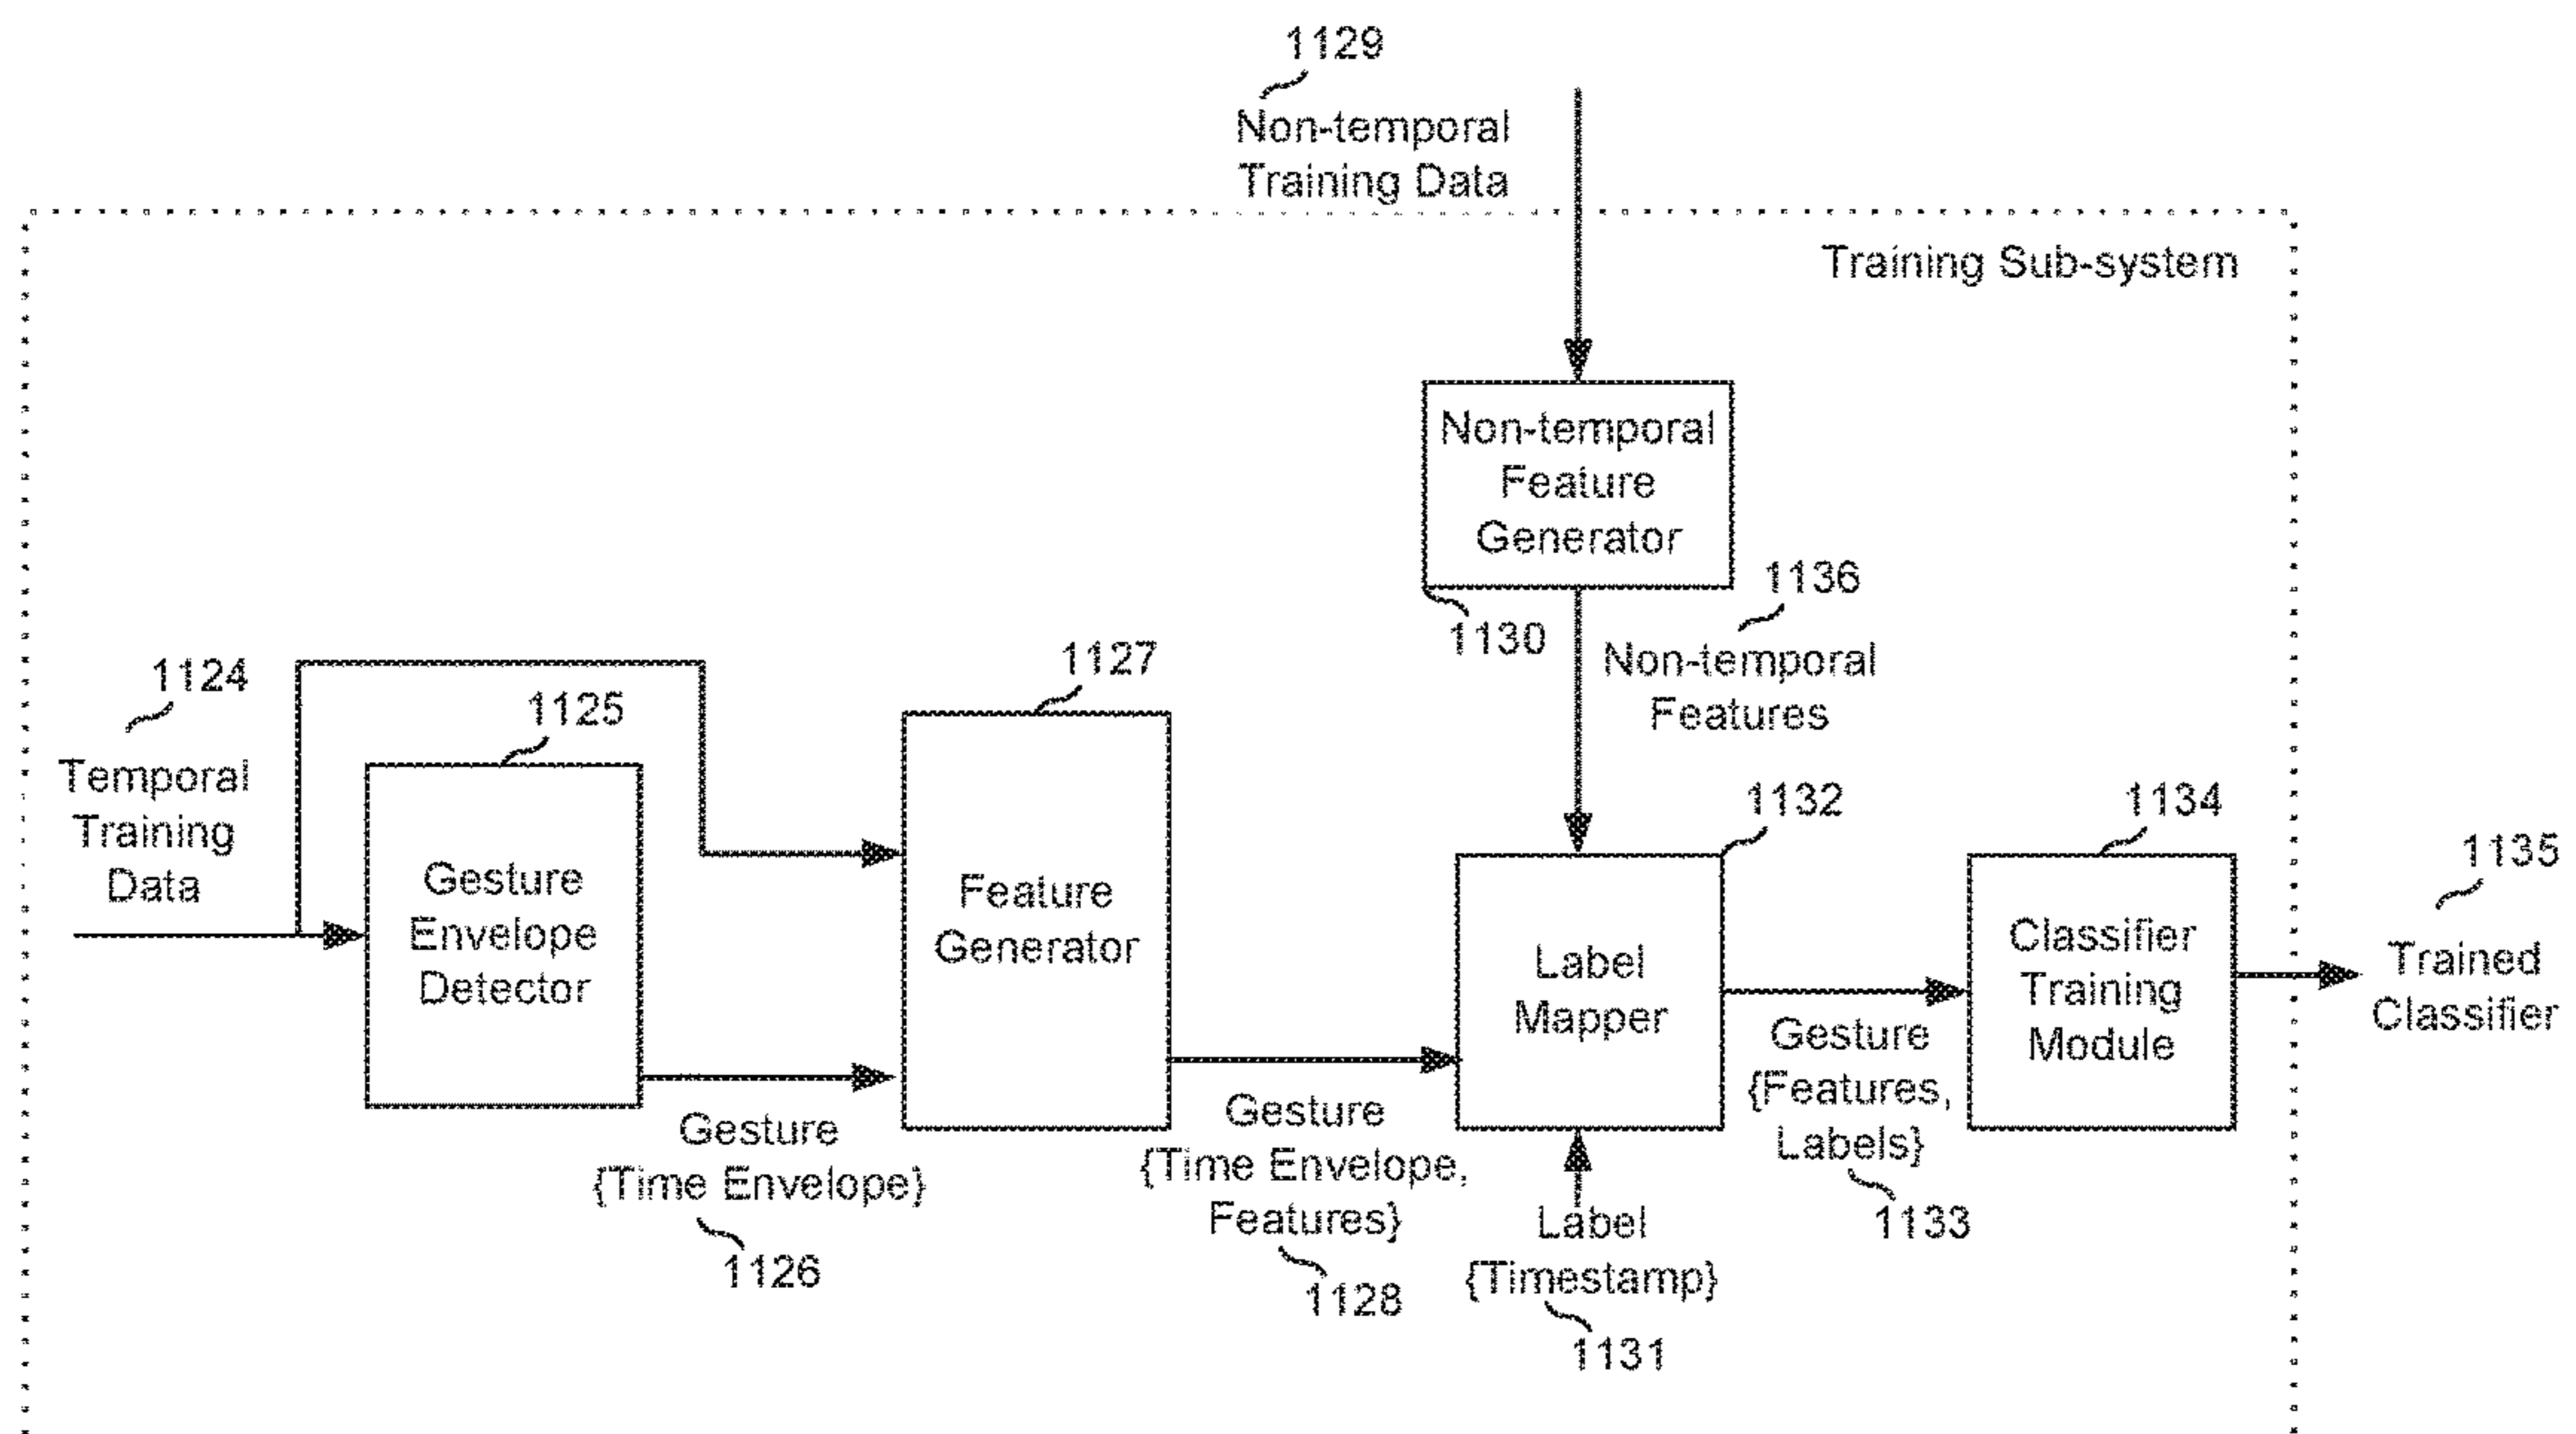 1129
Non-temporal
Training Data
Training Sub-system
Non-temporal
Feature
Generator
1130
1136
Non-temporal
Features
1124
Temporal
Training
Data
1125
Gesture
Envelope
Detector
Gesture
{Time Envelope}
1126
1127
Feature
Generator
Gesture
{Time Envelope,
Features}
1128
1132
Label
Mapper
Label
{Timestamp}
1131
Gesture
{Features,
Labels}
1133
1134
Classifier
Training
Module
1135
Trained
Classifier